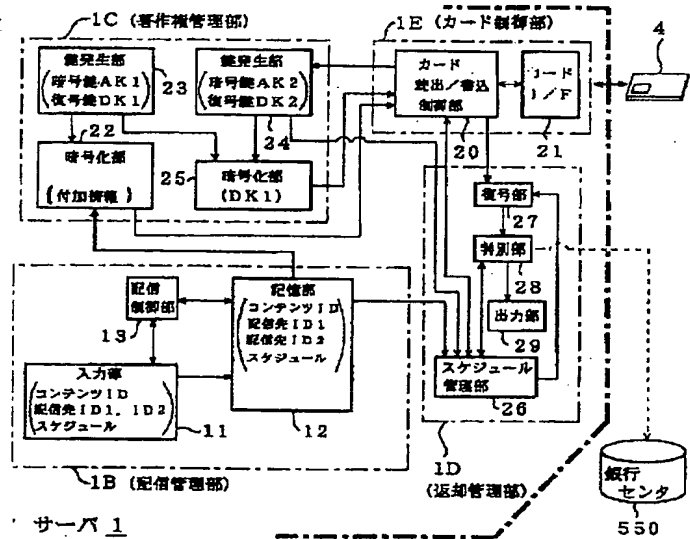 1C (著作権管理部)
鍵発生部
(暗号鍵AK1
復号鍵DK1)
23
鍵発生部
(暗号鍵AK2
復号鍵DK2)
24
22
暗号化部
(付加情報)
25
暗号化部
(DK1)
1E (カード制御部)
カード
読出/書込
制御部
20
カード
I/F
21
4
復号部
27
判別部
28
出力部
29
スケジュール
管理部
26
1D
(返却管理部)
配信
制御部
13
記憶部
(コンテンツID
配信先ID1
配信先ID2
スケジュール)
12
入力部
(コンテンツID
配信先ID1, ID2
スケジュール)
11
1B (配信管理部)
サーバ 1
銀行
センタ
550